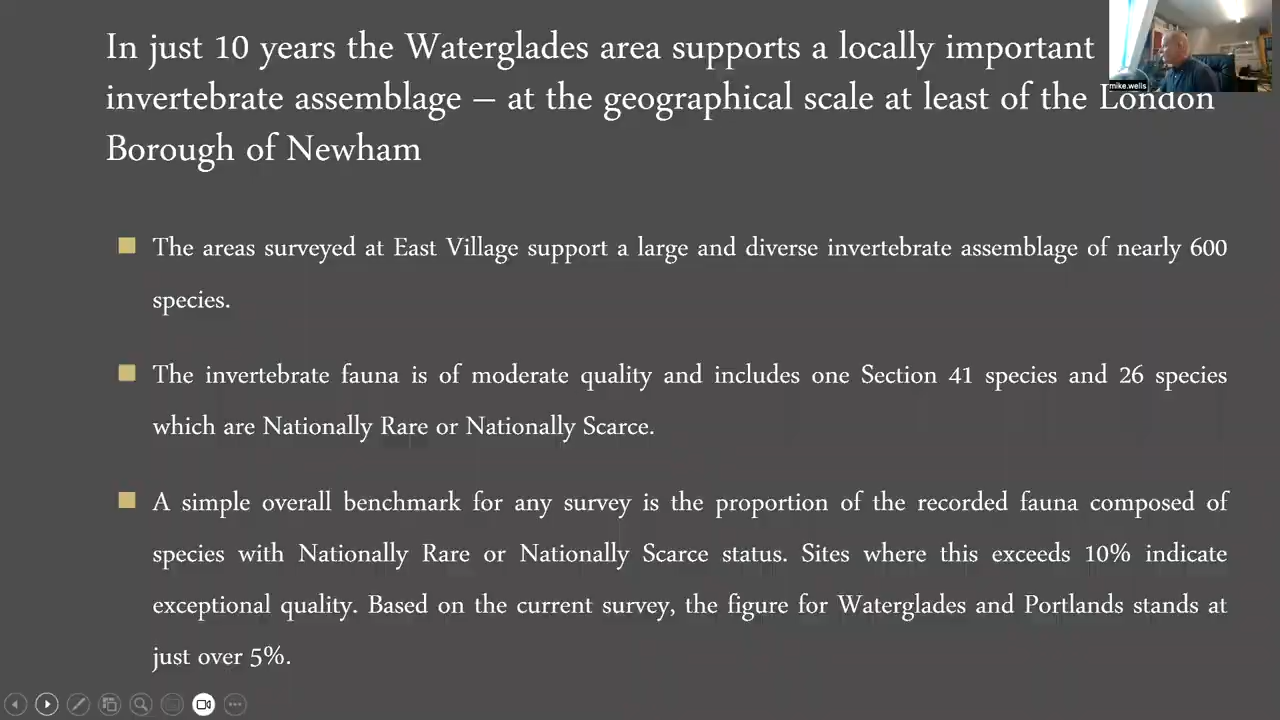 In just 10 years the Waterglades area supports a locally important
invertebrate assemblage – at the geographical scale at least of the London
Borough of Newham
mike.wells
The areas surveyed at East Village support a large and diverse invertebrate assemblage of nearly 600
species.
The invertebrate fauna is of moderate quality and includes one Section 41 species and 26 species
which are Nationally Rare or Nationally Scarce.
A simple overall benchmark for any survey is the proportion of the recorded fauna composed of
species with Nationally Rare or Nationally Scarce status. Sites where this exceeds 10% indicate
exceptional quality. Based on the current survey, the figure for Waterglades and Portlands stands at
just over 5%.